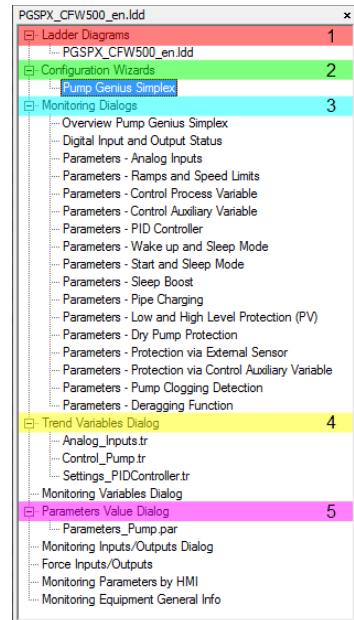 PGSPX_CFW500_en.ldd x
Ladder Diagrams 1
PGSPX_CFW500_en.ldd
Configuration Wizards 2
Pump Genius Simplex
Monitoring Dialogs 3
Overview Pump Genius Simplex
Digital Input and Output Status
Parameters - Analog Inputs
Parameters - Ramps and Speed Limits
Parameters - Control Process Variable
Parameters - Control Auxiliary Variable
Parameters - PID Controller
Parameters - Wake up and Sleep Mode
Parameters - Start and Sleep Mode
Parameters - Sleep Boost
Parameters - Pipe Charging
Parameters - Low and High Level Protection (PV)
Parameters - Dry Pump Protection
Parameters - Protection via External Sensor
Parameters - Protection via Control Auxiliary Variable
Parameters - Pump Clogging Detection
Parameters - Deragging Function
Trend Variables Dialog 4
Analog_Inputs.tr
Control_Pump.tr
Settings_PIDController.tr
Monitoring Variables Dialog
Parameters Value Dialog 5
Parameters_Pump.par
Monitoring Inputs/Outputs Dialog
Force Inputs/Outputs
Monitoring Parameters by HMI
Monitoring Equipment General Info